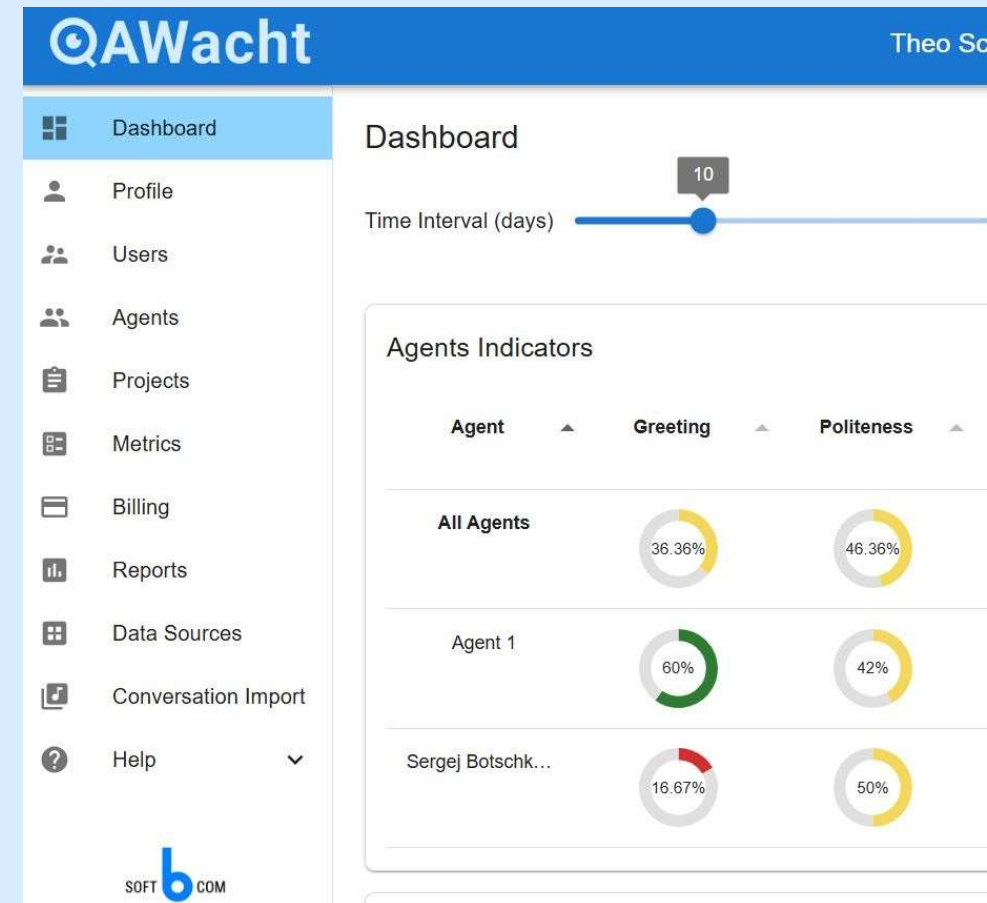 QAWacht
Theo Sc
Dashboard
Profile
Users
Agents
Projects
Metrics
Billing
Reports
Data Sources
Conversation Import
Help
SOFT b COM
Dashboard
10
Time Interval (days)
Agents Indicators
Agent Greeting Politeness
All Agents 36.36% 46.36%
Agent 1 60% 42%
Sergej Botschk... 16.67% 50%